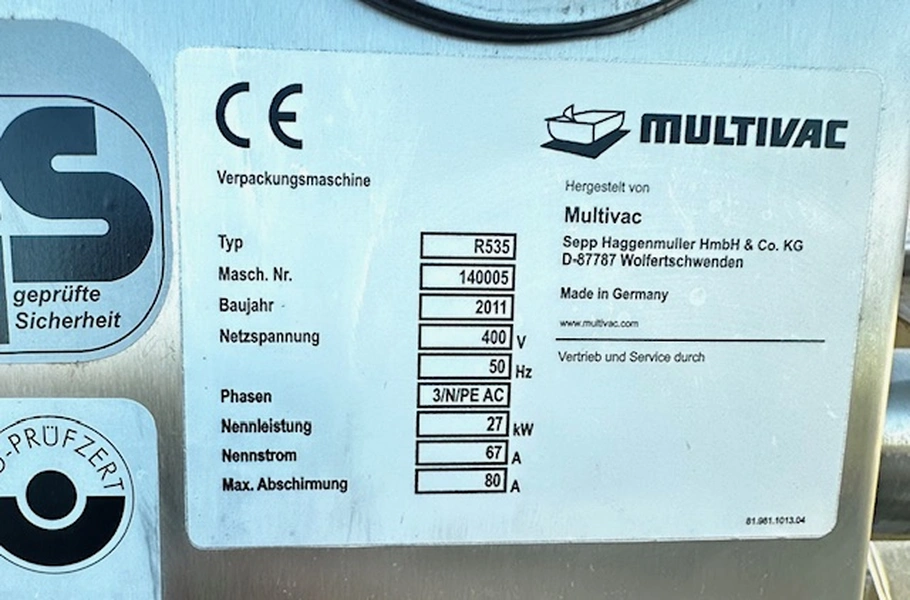 CE
MULTIVAC
Verpackungsmaschine
Typ R535
Masch. Nr. 140005
Baujahr 2011
Netzspannung 400 V
50 Hz
Phasen 3/N/PE AC
Nennleistung 27 kW
Nennstrom 67 A
Max. Abschirmung 80 A
Hergestelt von
Multivac
Sepp Haggenmuller HmbH & Co. KG
D-87787 Wolfertschwenden
Made in Germany
www.multivac.com
Vertrieb und Service durch
81.981.1013.04
S
geprüfte
Sicherheit
-PRÜFZERT